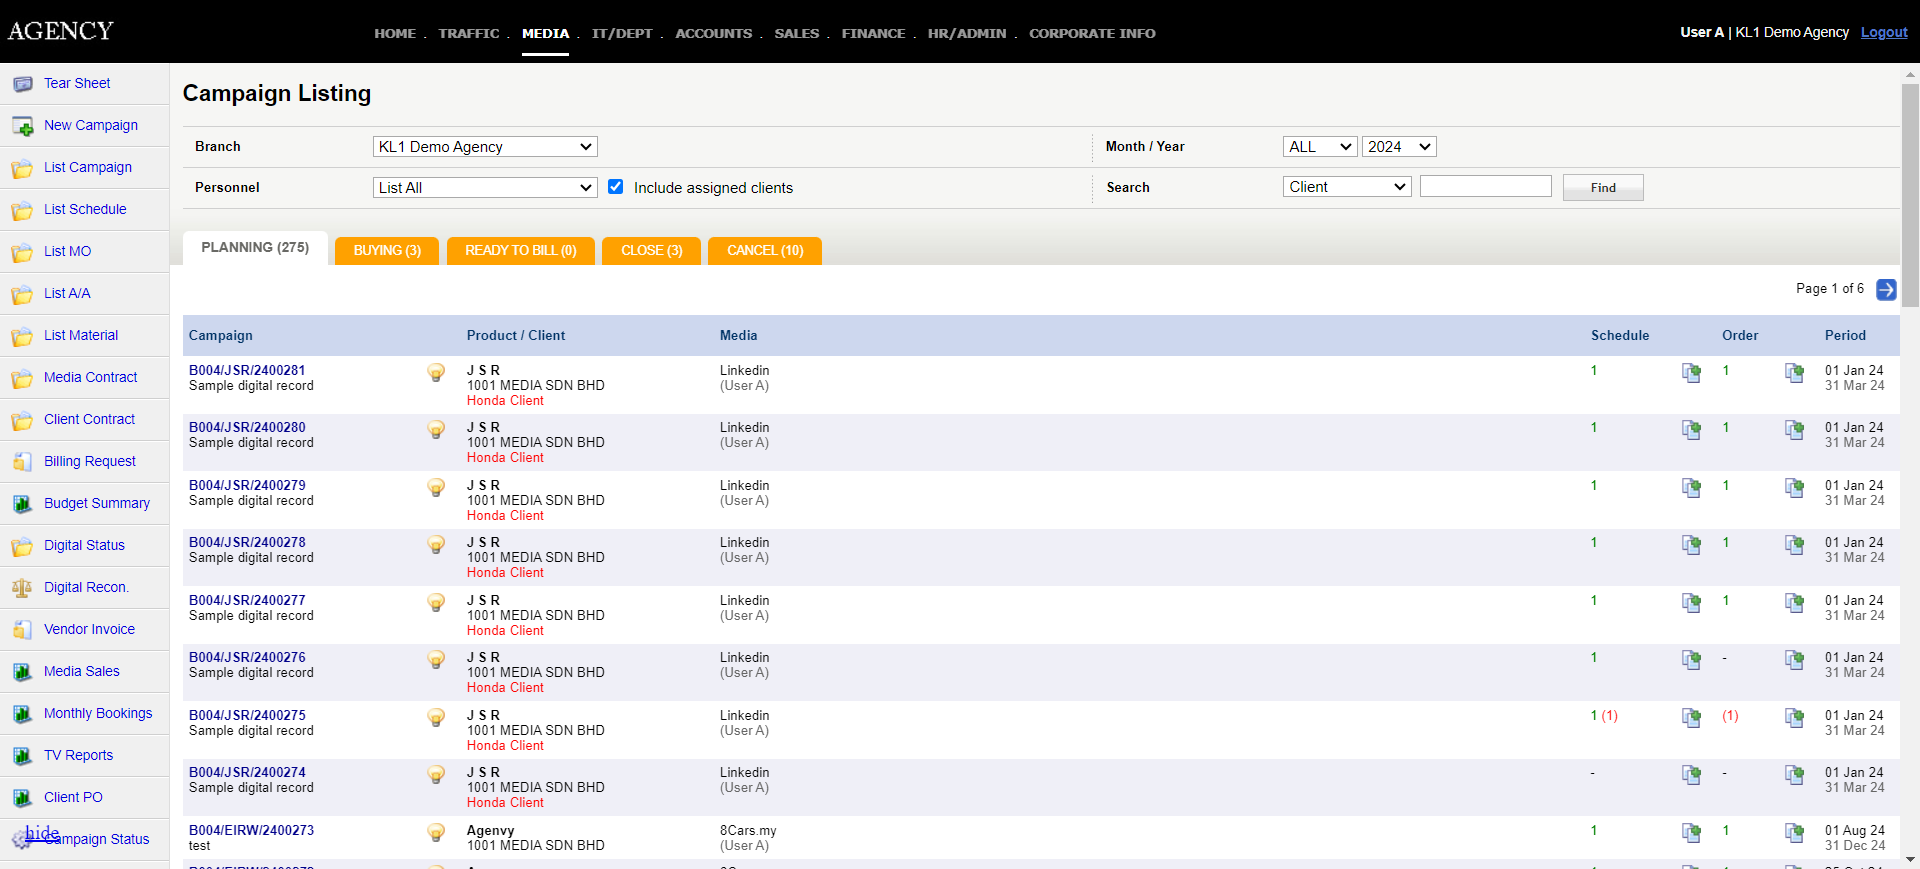 AGENCY
HOME . TRAFFIC . MEDIA . IT/DEPT . ACCOUNTS . SALES . FINANCE . HR/ADMIN . CORPORATE INFO
User A | KL1 Demo Agency Logout
Tear Sheet
New Campaign
List Campaign
List Schedule
List MO
List A/A
List Material
Media Contract
Client Contract
Billing Request
Budget Summary
Digital Status
Digital Recon.
Vendor Invoice
Media Sales
Monthly Bookings
TV Reports
Client PO
hide
Campaign Status
Campaign Listing
Branch KL1 Demo Agency Month / Year ALL 2024
Personnel List All Include assigned clients Search Client Find
PLANNING (275) BUYING (3) READY TO BILL (0) CLOSE (3) CANCEL (10)
Page 1 of 6
Campaign Product / Client Media Schedule Order Period
B004/JSR/2400281 J S R Linkedin 1 1 01 Jan 24
Sample digital record 1001 MEDIA SDN BHD (User A) 31 Mar 24
Honda Client
B004/JSR/2400280 J S R Linkedin 1 1 01 Jan 24
Sample digital record 1001 MEDIA SDN BHD (User A) 31 Mar 24
Honda Client
B004/JSR/2400279 J S R Linkedin 1 1 01 Jan 24
Sample digital record 1001 MEDIA SDN BHD (User A) 31 Mar 24
Honda Client
B004/JSR/2400278 J S R Linkedin 1 1 01 Jan 24
Sample digital record 1001 MEDIA SDN BHD (User A) 31 Mar 24
Honda Client
B004/JSR/2400277 J S R Linkedin 1 1 01 Jan 24
Sample digital record 1001 MEDIA SDN BHD (User A) 31 Mar 24
Honda Client
B004/JSR/2400276 J S R Linkedin 1 - 01 Jan 24
Sample digital record 1001 MEDIA SDN BHD (User A) 31 Mar 24
Honda Client
B004/JSR/2400275 J S R Linkedin 1 (1) (1) 01 Jan 24
Sample digital record 1001 MEDIA SDN BHD (User A) 31 Mar 24
Honda Client
B004/JSR/2400274 J S R Linkedin - - 01 Jan 24
Sample digital record 1001 MEDIA SDN BHD (User A) 31 Mar 24
Honda Client
B004/EIRW/2400273 Agenvy 8Cars.my 1 1 01 Aug 24
test 1001 MEDIA SDN BHD (User A) 31 Dec 24